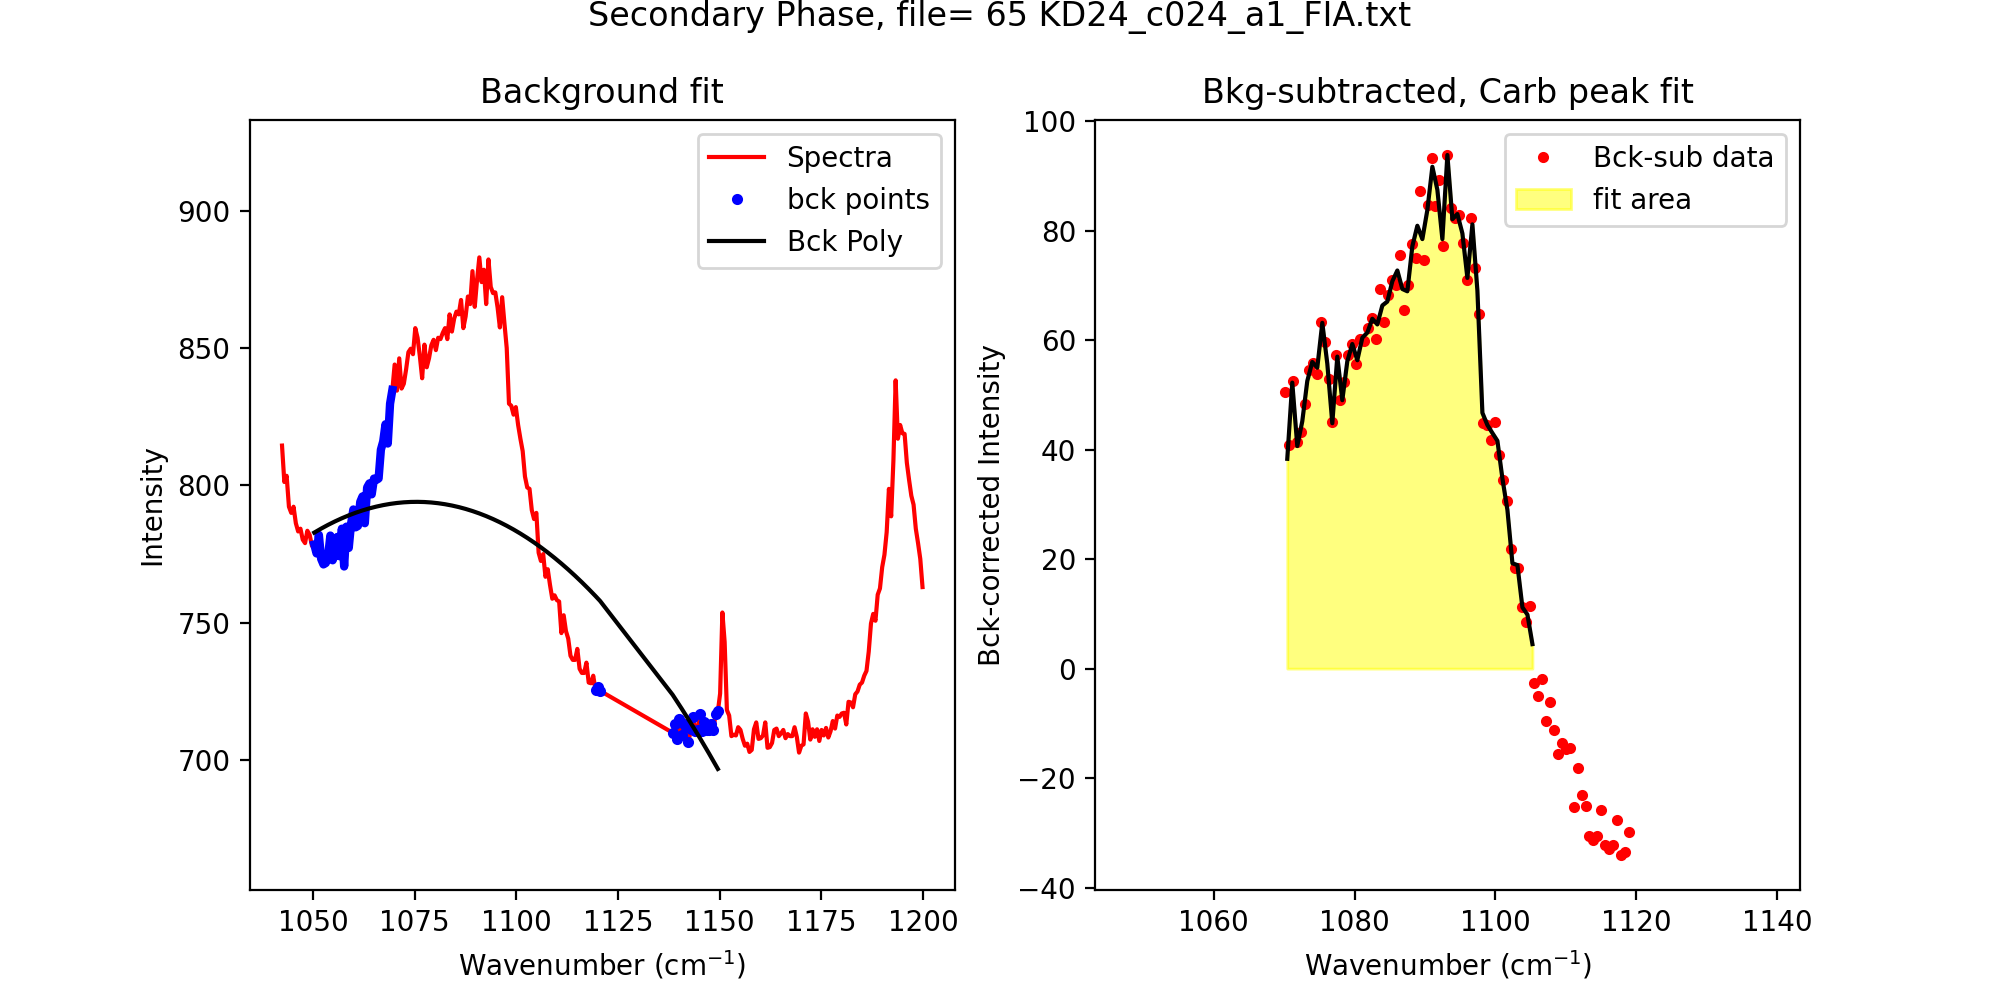 Secondary Phase, file= 65 KD24_c024_a1_FIA.txt
Background fit
Spectra
bck points
Bck Poly
Intensity
900
850
800
750
700
1050 1075 1100 1125 1150 1175 1200
Wavenumber (cm⁻¹)
Bkg-subtracted, Carb peak fit
Bck-sub data
fit area
Bck-corrected Intensity
100
80
60
40
20
0
−20
−40
1060 1080 1100 1120 1140
Wavenumber (cm⁻¹)